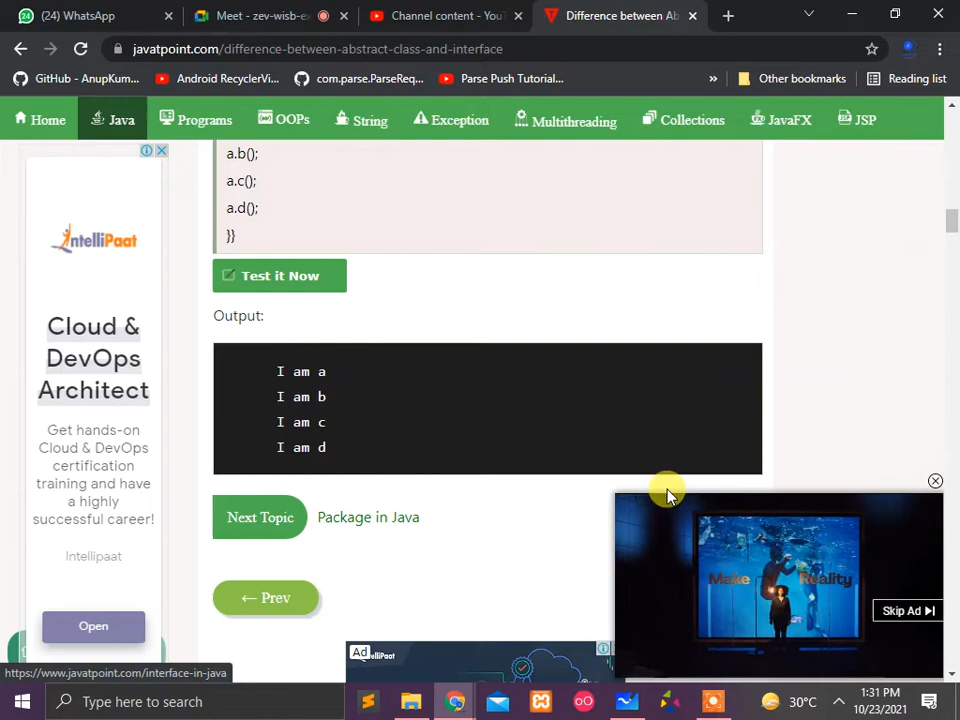 (24) WhatsApp
Meet - zev-wisb-e
Channel content - You
Difference between Ab
javatpoint.com/difference-between-abstract-class-and-interface
GitHub - AnupKum...
Android RecyclerVi...
com.parse.ParseReq...
Parse Push Tutorial...
»
Other bookmarks
Reading list
Home
Java
Programs
OOPs
String
Exception
Multithreading
Collections
JavaFX
JSP
a.b();
a.c();
a.d();
}}
Test it Now
Output:
I am a
I am b
I am c
I am d
Next Topic
Package in Java
← Prev
IntelliPaat
Cloud &
DevOps
Architect
Get hands-on
Cloud & DevOps
certification
training and have
a highly
successful career!
Intellipaat
Open
Make Reality
Skip Ad
Ad
elliPaat
https://www.javatpoint.com/interface-in-java
Type here to search
30°C
1:31 PM
10/23/2021